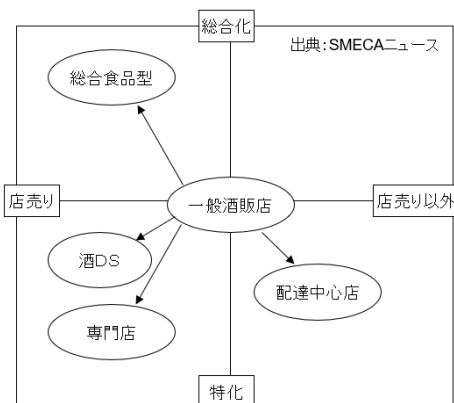 総合化
出典：SMECAニュース
総合食品型
店売り
一般酒販店
店売り以外
酒DS
配達中心店
専門店
特化